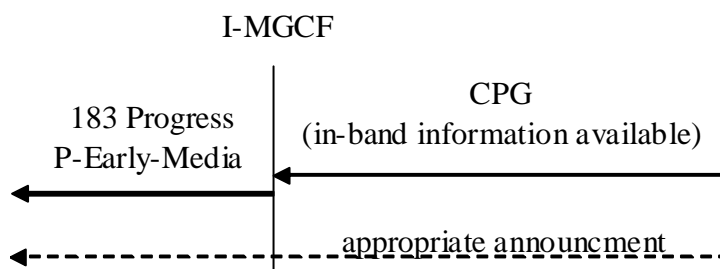 I-MGCF
183 Progress
P-Early-Media
CPG
(in-band information available)
appropriate announcment